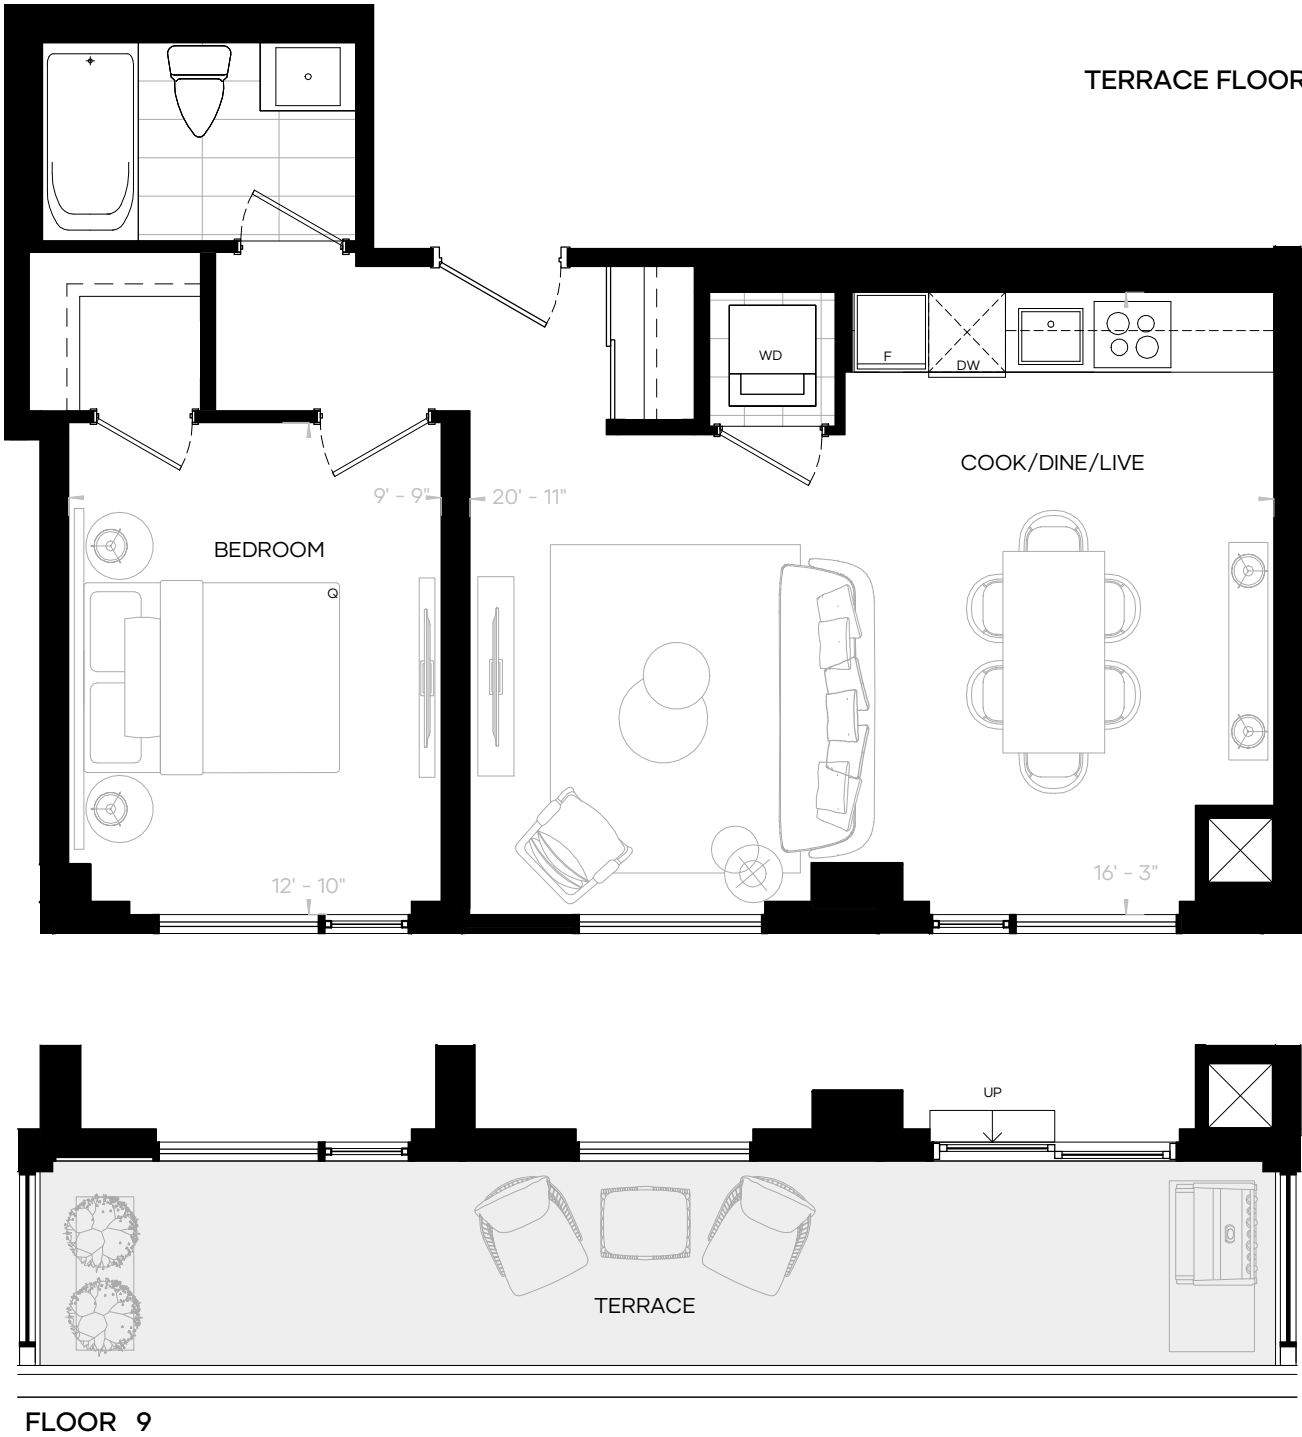 TERRACE FLOOR
WD
F
DW
COOK/DINE/LIVE
9' - 9"
20' - 11"
BEDROOM
Q
12' - 10"
16' - 3"
UP
TERRACE
FLOOR 9